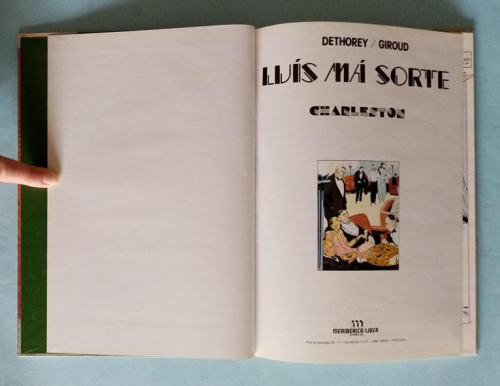 DETHOREY / GIROUD
LUÍS MÁ SORTE
CHARLESTON
MERIBERICA/LIBER